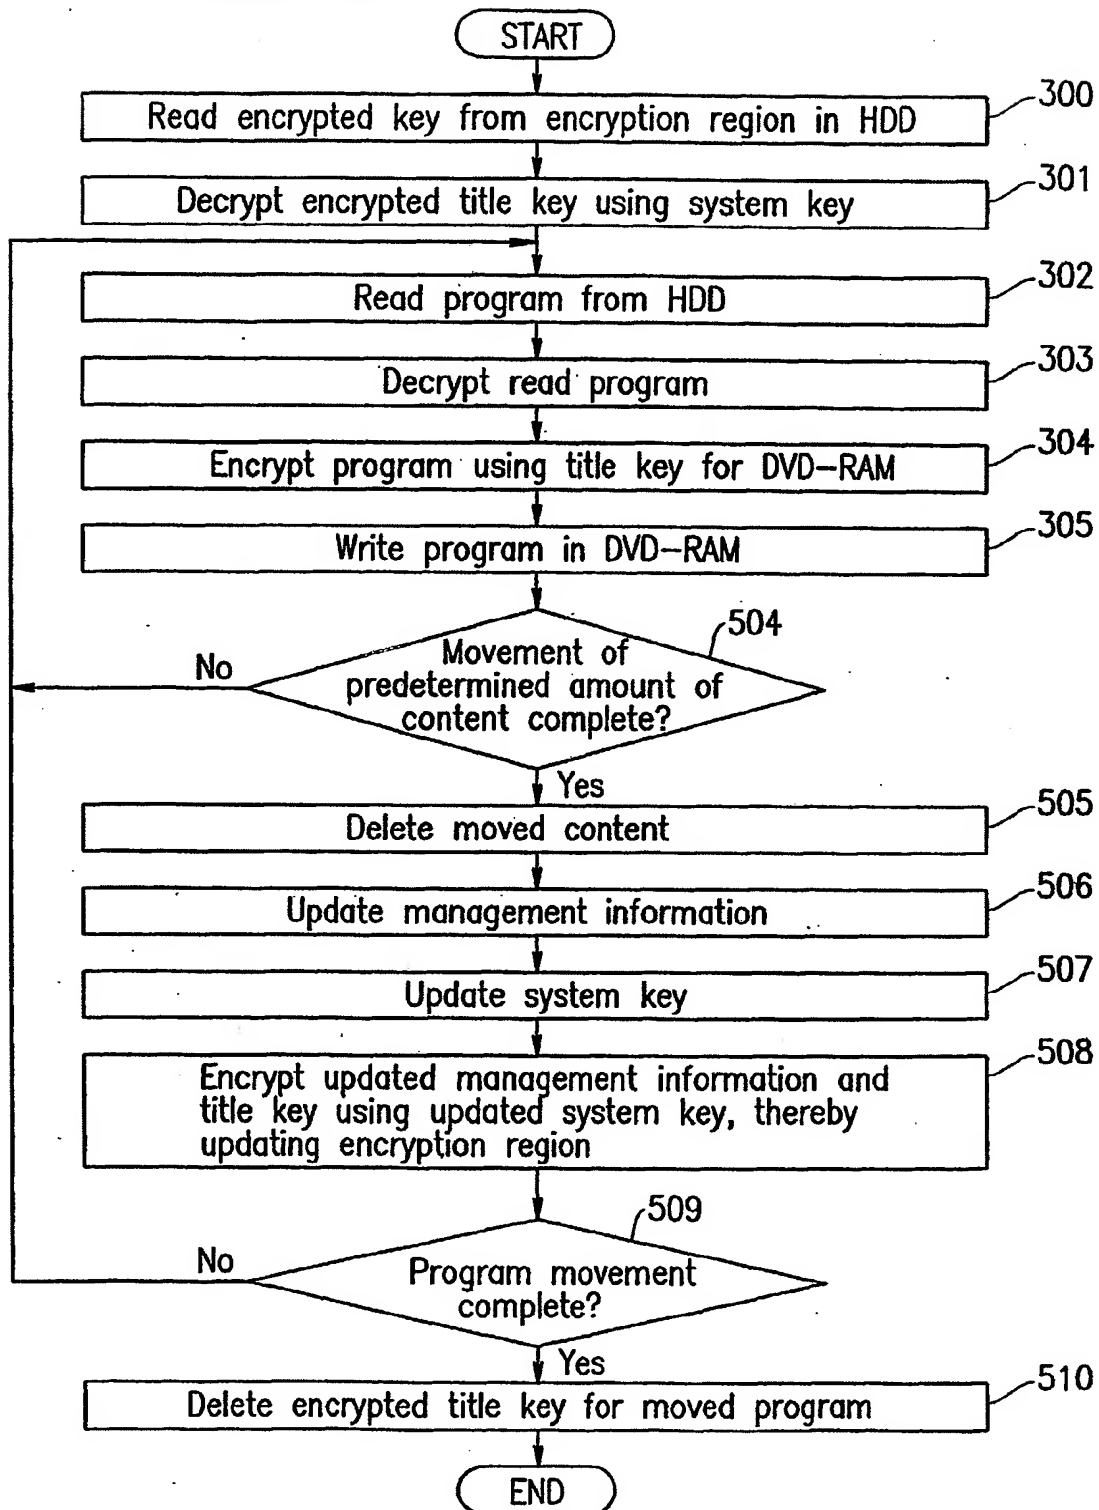 START
Read encrypted key from encryption region in HDD
300
Decrypt encrypted title key using system key
301
Read program from HDD
302
Decrypt read program
303
Encrypt program using title key for DVD-RAM
304
Write program in DVD-RAM
305
504
Movement of
predetermined amount of
content complete?
No
Yes
Delete moved content
505
Update management information
506
Update system key
507
Encrypt updated management information and
title key using updated system key, thereby
updating encryption region
508
509
Program movement
complete?
No
Yes
Delete encrypted title key for moved program
510
END